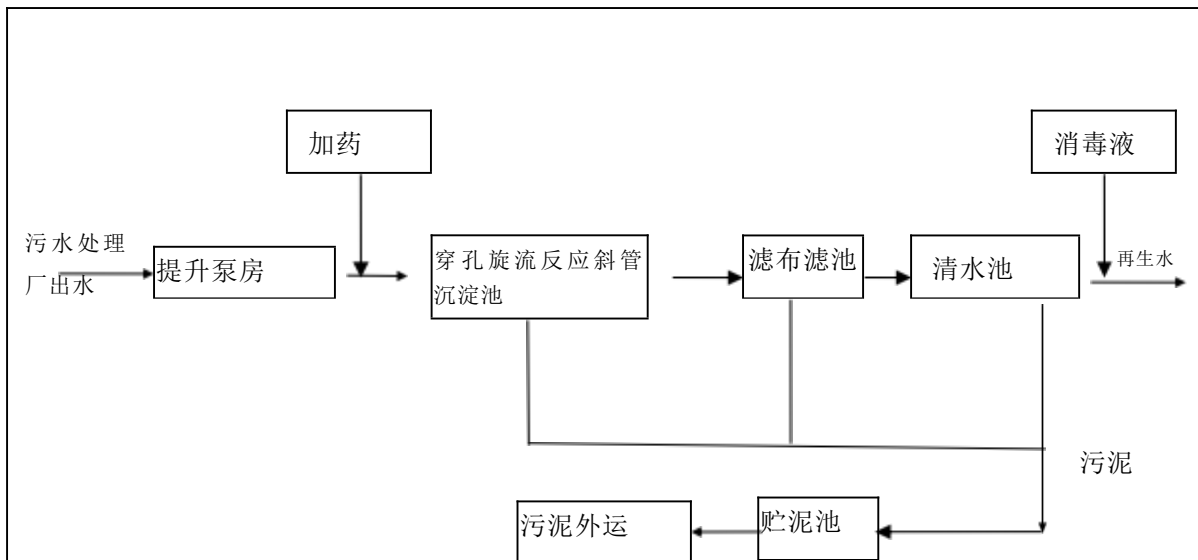 加药
消毒液
污水处理
厂出水
提升泵房
穿孔旋流反应斜管
沉淀池
滤布滤池
清水池
再生水
污泥
污泥外运
贮泥池